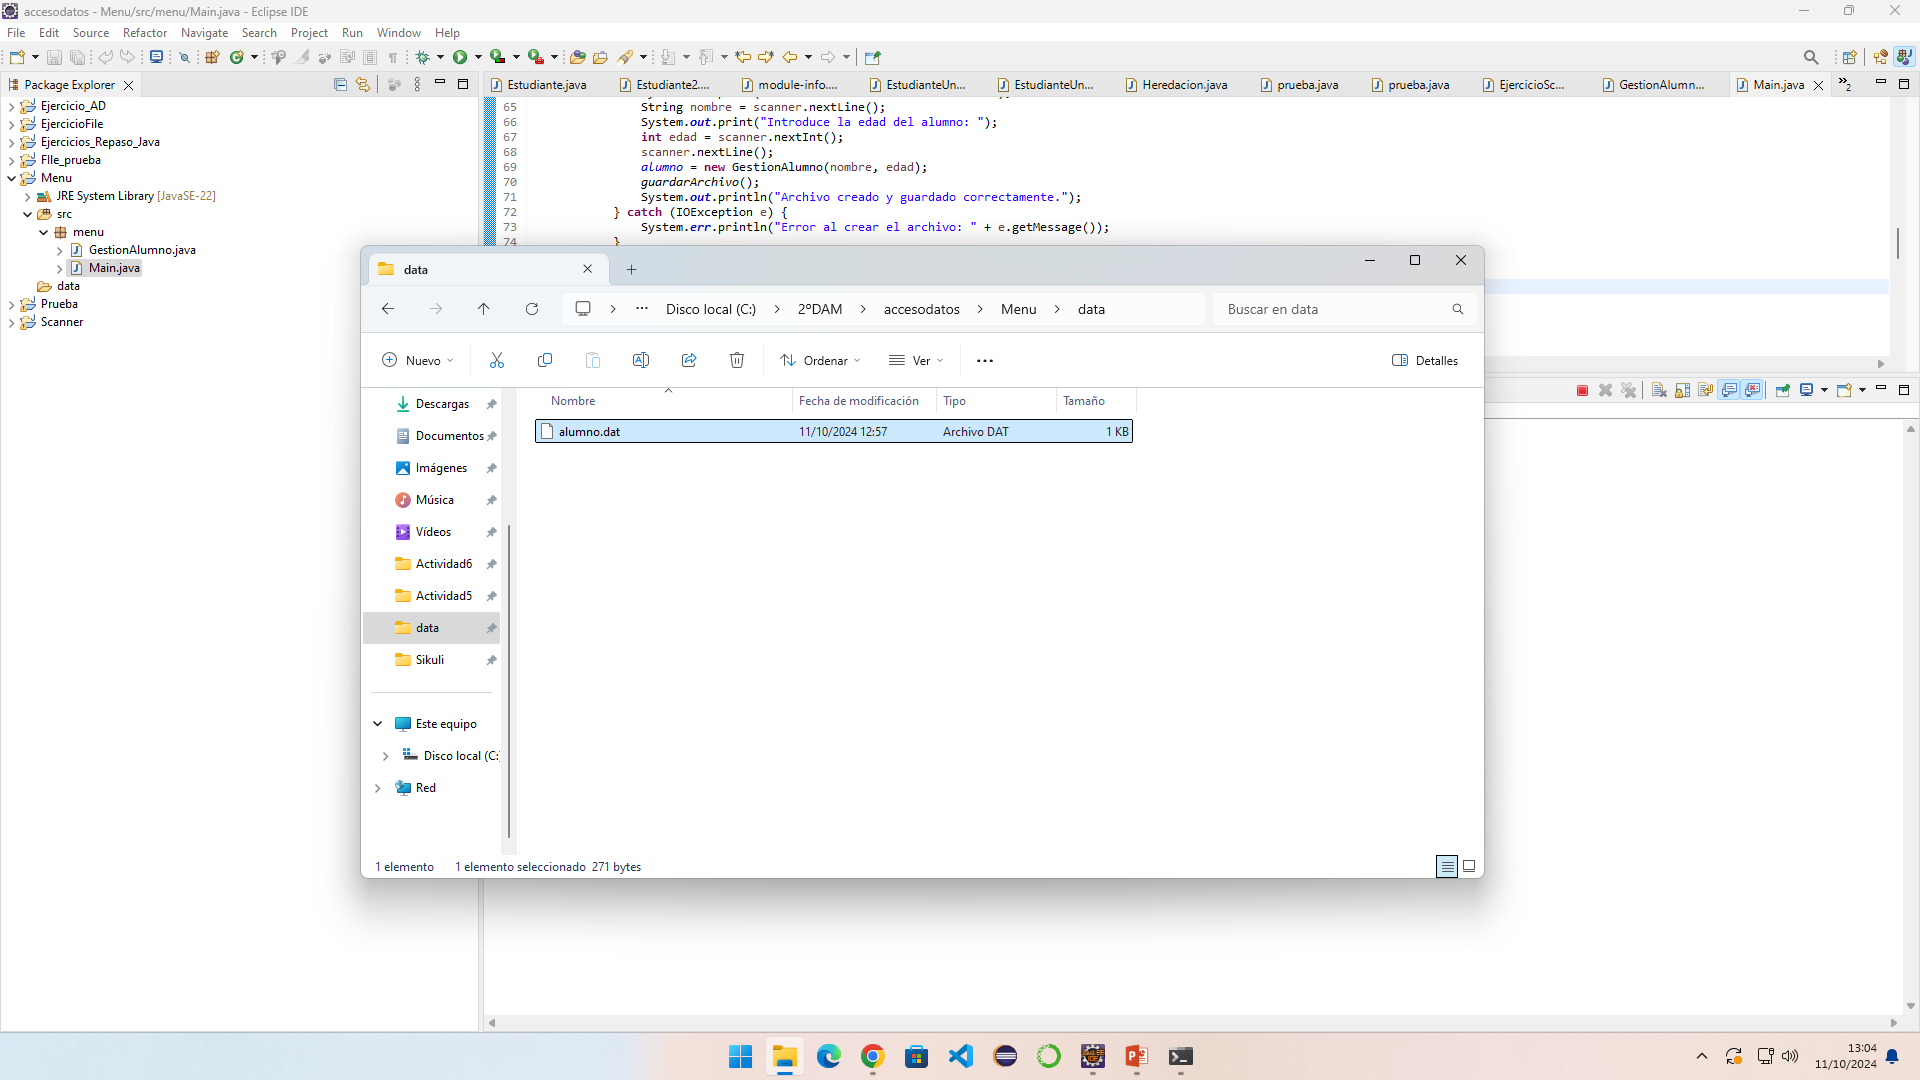 accesodatos - Menu/src/menu/Main.java - Eclipse IDE
File Edit Source Refactor Navigate Search Project Run Window Help
Package Explorer
Ejercicio_AD
EjercicioFile
Ejercicios_Repaso_Java
FIle_prueba
Menu
JRE System Library [JavaSE-22]
src
menu
GestionAlumno.java
Main.java
data
Prueba
Scanner
Estudiante.java Estudiante2.... module-info.... EstudianteUn... EstudianteUn... Heredacion.java prueba.java prueba.java EjercicioSc... GestionAlumn... Main.java 2
65 String nombre = scanner.nextLine();
66 System.out.print("Introduce la edad del alumno: ");
67 int edad = scanner.nextInt();
68 scanner.nextLine();
69 alumno = new GestionAlumno(nombre, edad);
70 guardarArchivo();
71 System.out.println("Archivo creado y guardado correctamente.");
72 } catch (IOException e) {
73 System.err.println("Error al crear el archivo: " + e.getMessage());
74 }
data
Disco local (C:) 2ºDAM accesodatos Menu data
Buscar en data
Nuevo Ordenar Ver Detalles
Nombre Fecha de modificación Tipo Tamaño
alumno.dat 11/10/2024 12:57 Archivo DAT 1 KB
Descargas
Documentos
Imágenes
Música
Vídeos
Actividad6
Actividad5
data
Sikuli
Este equipo
Disco local (C:
Red
1 elemento 1 elemento seleccionado 271 bytes
13:04
11/10/2024